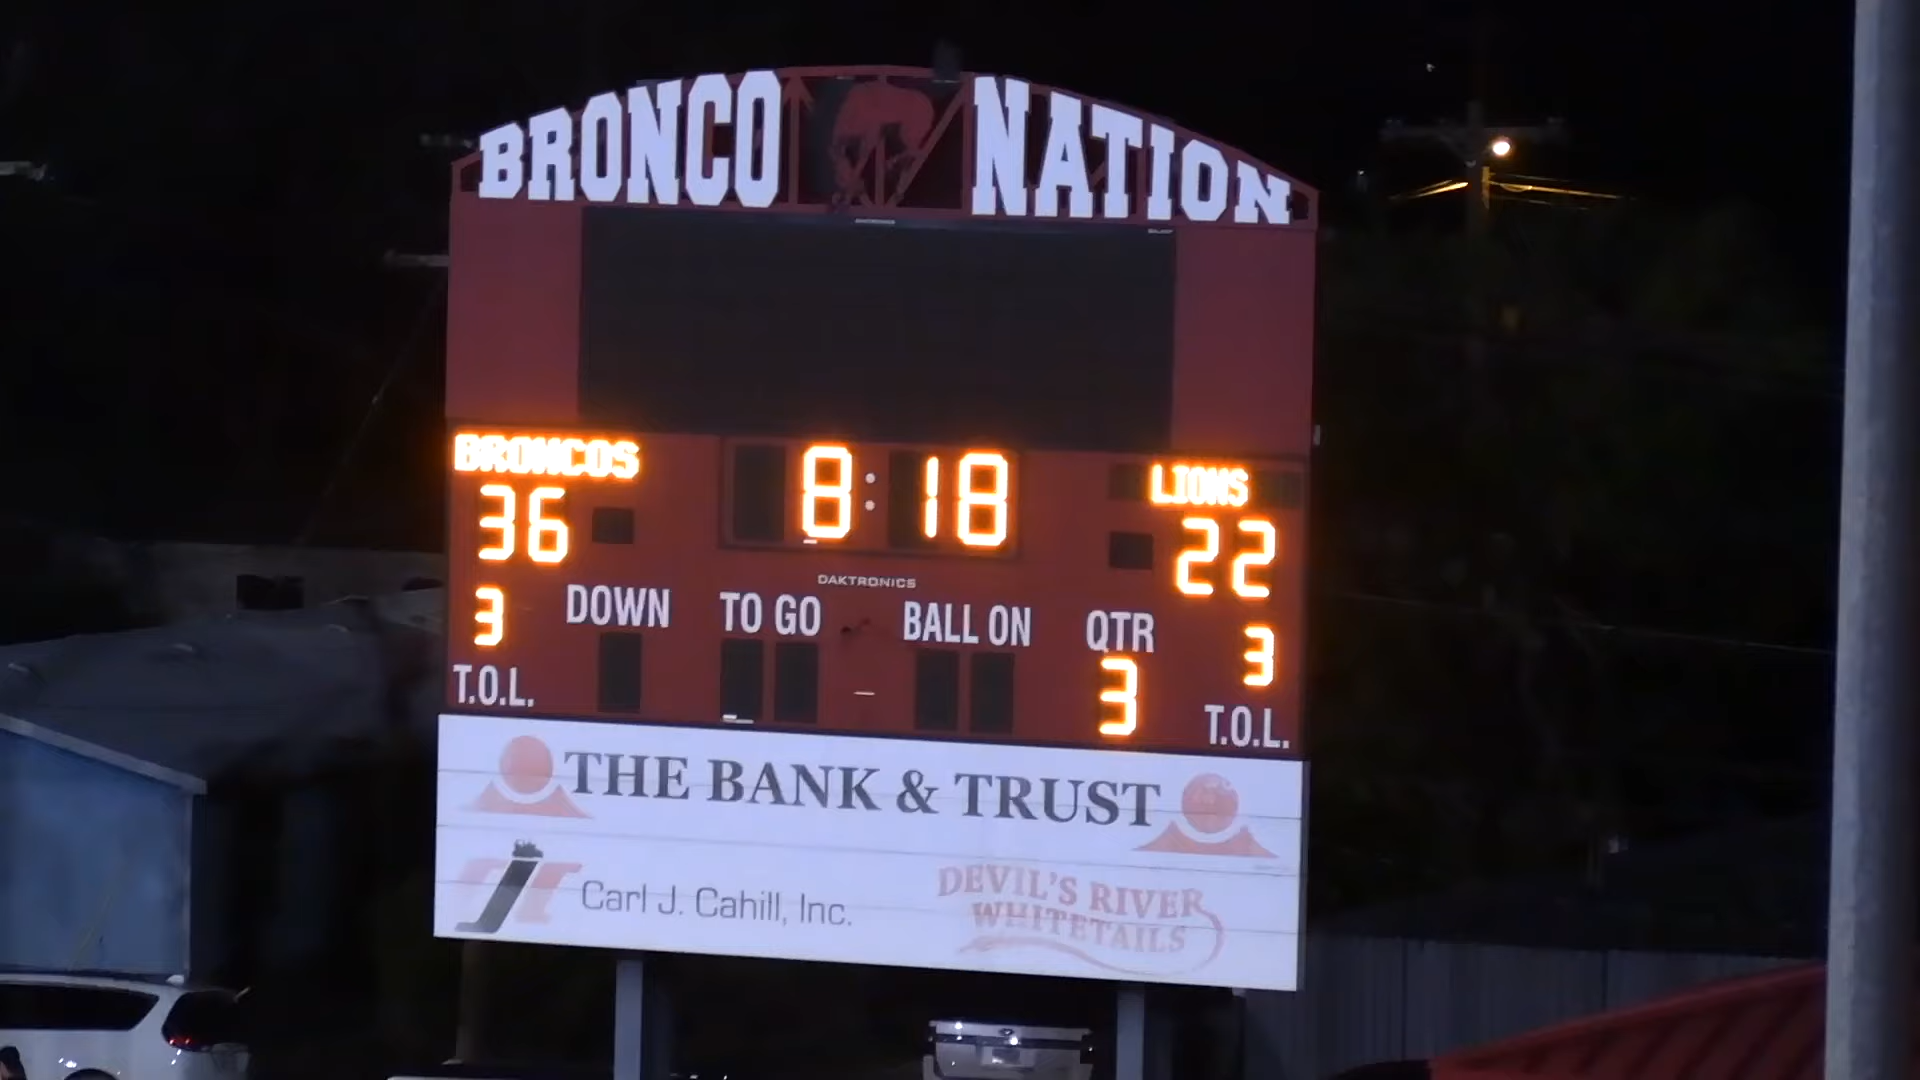 BRONCO NATION
BRONCOS 8:18 LIONS
36 22
DAKTRONICS
3 DOWN TO GO BALL ON QTR 3
T.O.L. 3 T.O.L.
THE BANK & TRUST
Carl J. Cahill, Inc.
DEVIL'S RIVER
WHITETAILS